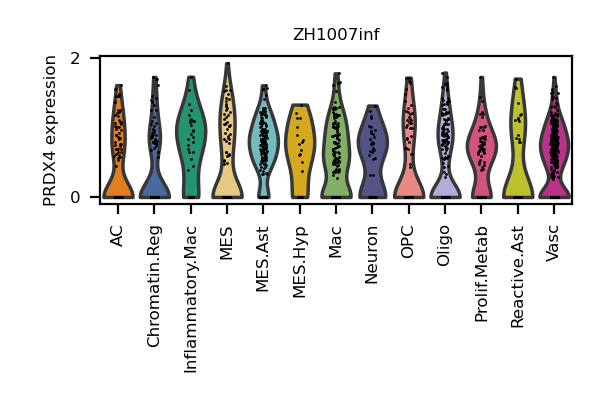 ZH1007inf
PRDX4 expression
2
0
AC
Chromatin.Reg
Inflammatory.Mac
MES
MES.Ast
MES.Hyp
Mac
Neuron
OPC
Oligo
Prolif.Metab
Reactive.Ast
Vasc